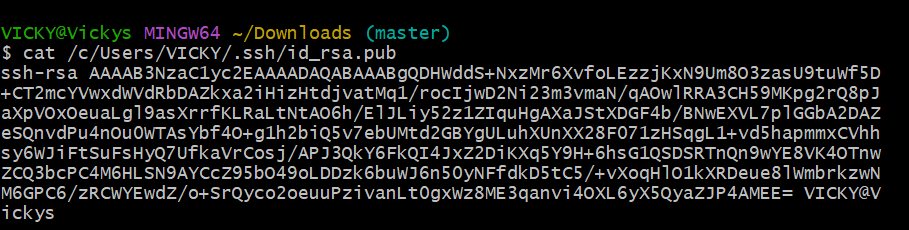 VICKY@Vickys MINGW64 ~/Downloads (master)
$ cat /c/Users/VICKY/.ssh/id_rsa.pub
ssh-rsa AAAAB3NzaC1yc2EAAAADAQABAAABgQDHWddS+NxzMr6XvfoLEzzjKxN9Um8O3zasU9tuWf5D
+CT2mcYVwxdWVdRbDAZkxa2iHizHtdjvatMq1/rocIjwD2Ni23m3vmaN/qAOwlRRA3CH59MKpg2rQ8pJ
aXpVOxOeuaLgl9asXrrfKLRaLtNtAO6h/ElJLiy52z1ZIquHgAXaJStXDGF4b/BNwEXVL7plGGbA2DAZ
eSQnvdPu4nOu0WTAsYbf4O+g1h2biQ5v7ebUMtd2GBYgULuhXUnXX28F071zHSqgL1+vd5hapmmxCVhh
sy6WJiFtSuFsHyQ7UfkaVrCosj/APJ3QkY6FkQI4JxZ2DiKXq5Y9H+6hsG1QSDSRTnQn9wYE8VK4OTnw
ZCQ3bcPC4M6HLSN9AYCcZ95bO49oLDDzk6buWJ6n5OyNFfdkD5tC5/+vXoqHlO1kXRDeue8lWmbrkzwN
M6GPC6/zRCWYEwdZ/o+SrQyco2oeuuPzivanLt0gxWz8ME3qanvi4OXL6yX5QyaZJP4AMEE= VICKY@V
ickys